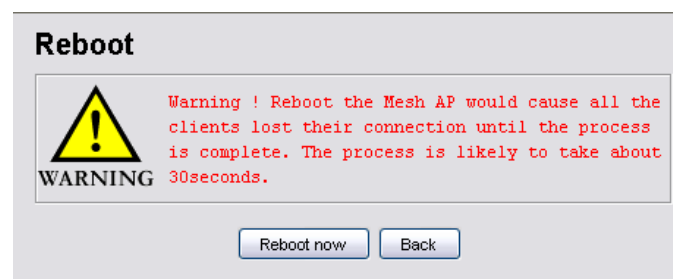 Reboot
Warning ! Reboot the Mesh AP would cause all the
clients lost their connection until the process
is complete. The process is likely to take about
WARNING 30seconds.
Reboot now Back